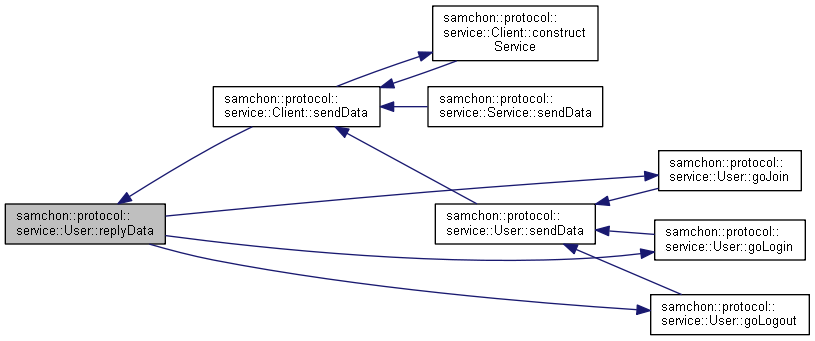 samchon::protocol::
service::Client::construct
Service
samchon::protocol::
service::Client::sendData
samchon::protocol::
service::Service::sendData
samchon::protocol::
service::User::goJoin
samchon::protocol::
service::User::replyData
samchon::protocol::
service::User::sendData
samchon::protocol::
service::User::goLogin
samchon::protocol::
service::User::goLogout